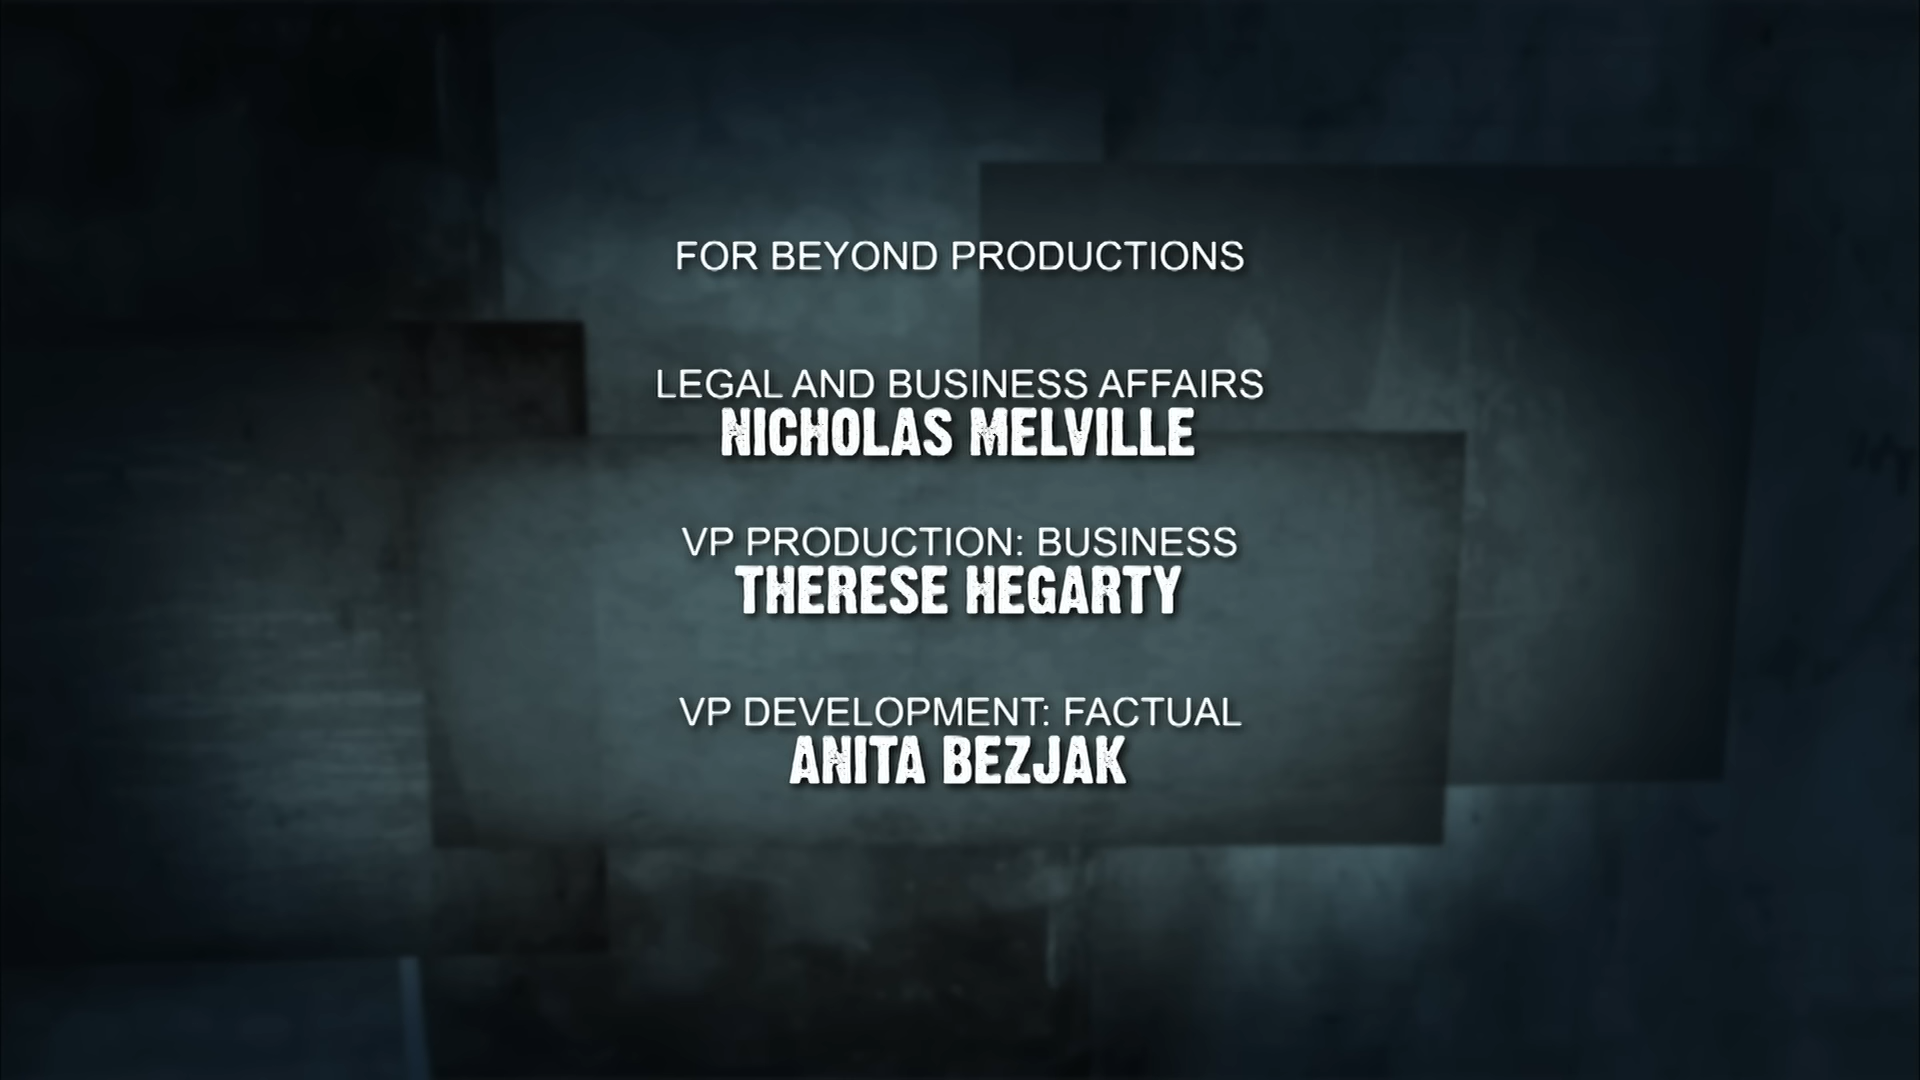 FOR BEYOND PRODUCTIONS
LEGAL AND BUSINESS AFFAIRS
NICHOLAS MELVILLE
VP PRODUCTION: BUSINESS
THERESE HEGARTY
VP DEVELOPMENT: FACTUAL
ANITA BEZJAK